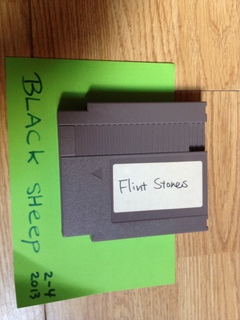 BLACK SHEEP
2-4
2013
Flint Stones